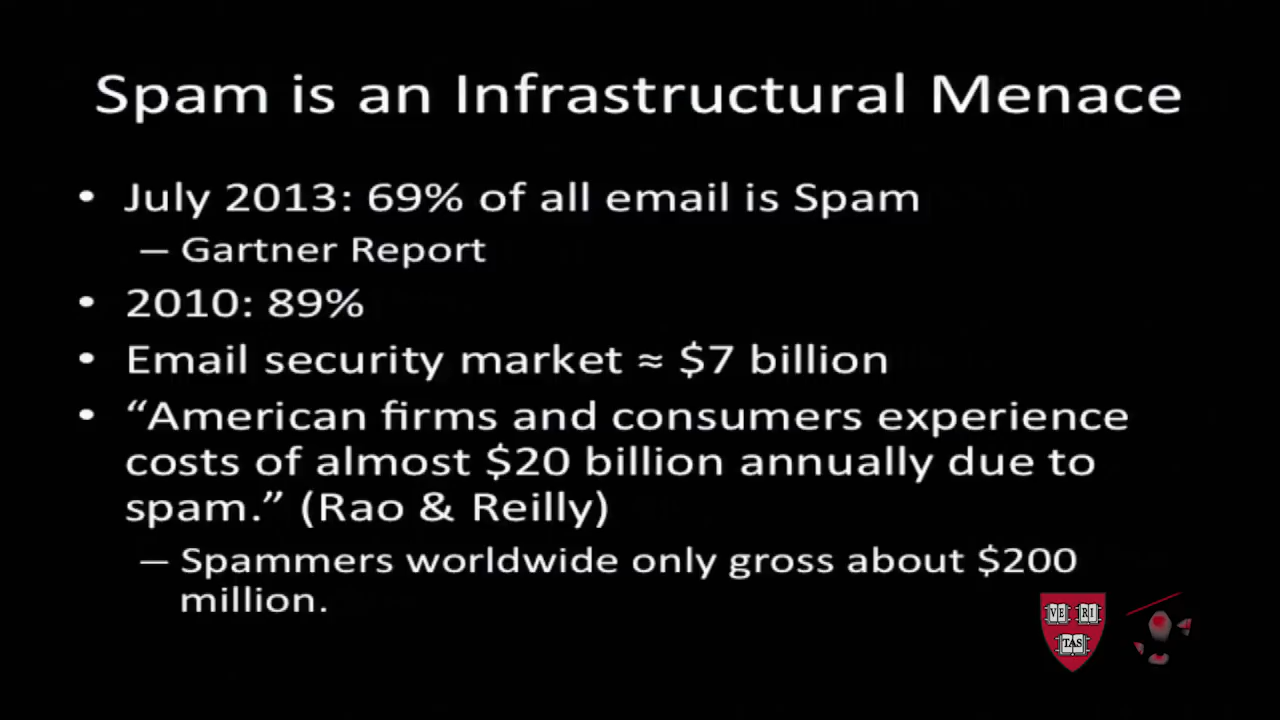 Spam is an Infrastructural Menace
• July 2013: 69% of all email is Spam
– Gartner Report
• 2010: 89%
• Email security market ≈ $7 billion
• “American firms and consumers experience
costs of almost $20 billion annually due to
spam.” (Rao & Reilly)
– Spammers worldwide only gross about $200
million.
VE RI
TAS